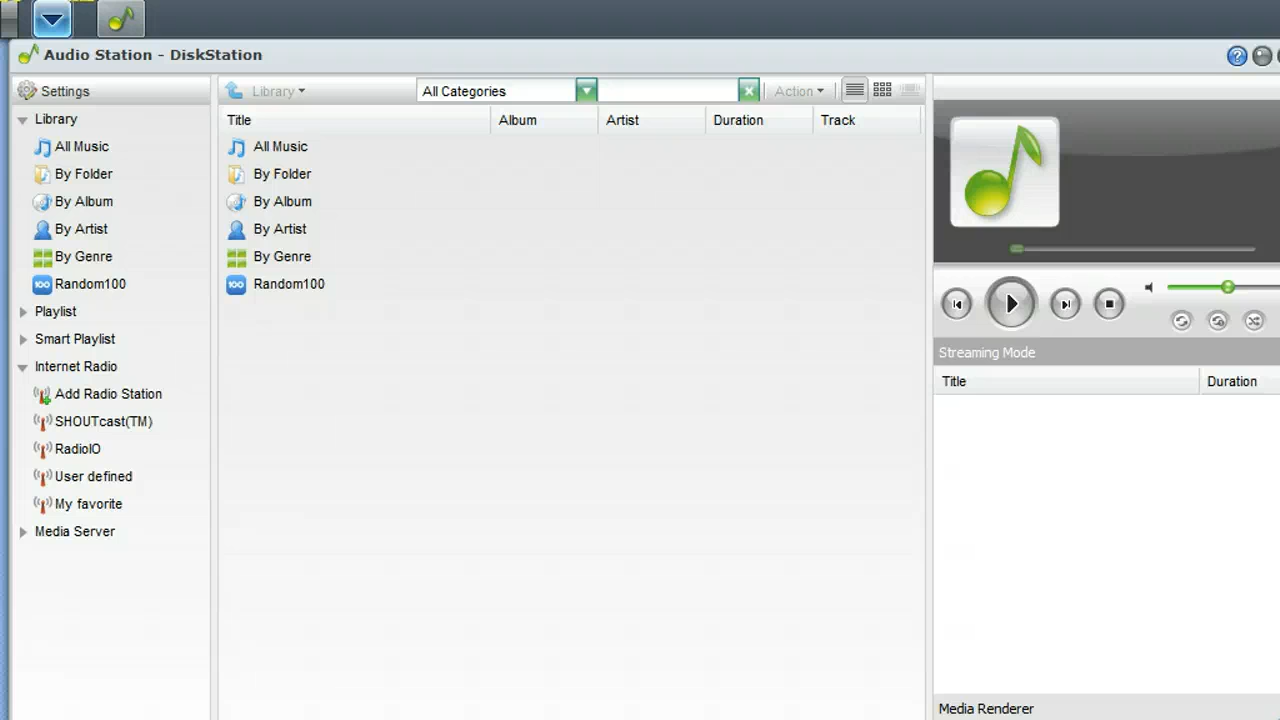 Audio Station - DiskStation
Settings
Library
All Music
By Folder
By Album
By Artist
By Genre
100 Random100
Playlist
Smart Playlist
Internet Radio
Add Radio Station
SHOUTcast(TM)
RadioIO
User defined
My favorite
Media Server
Library All Categories Action
Title Album Artist Duration Track
All Music
By Folder
By Album
By Artist
By Genre
100 Random100
Streaming Mode
Title Duration
Media Renderer